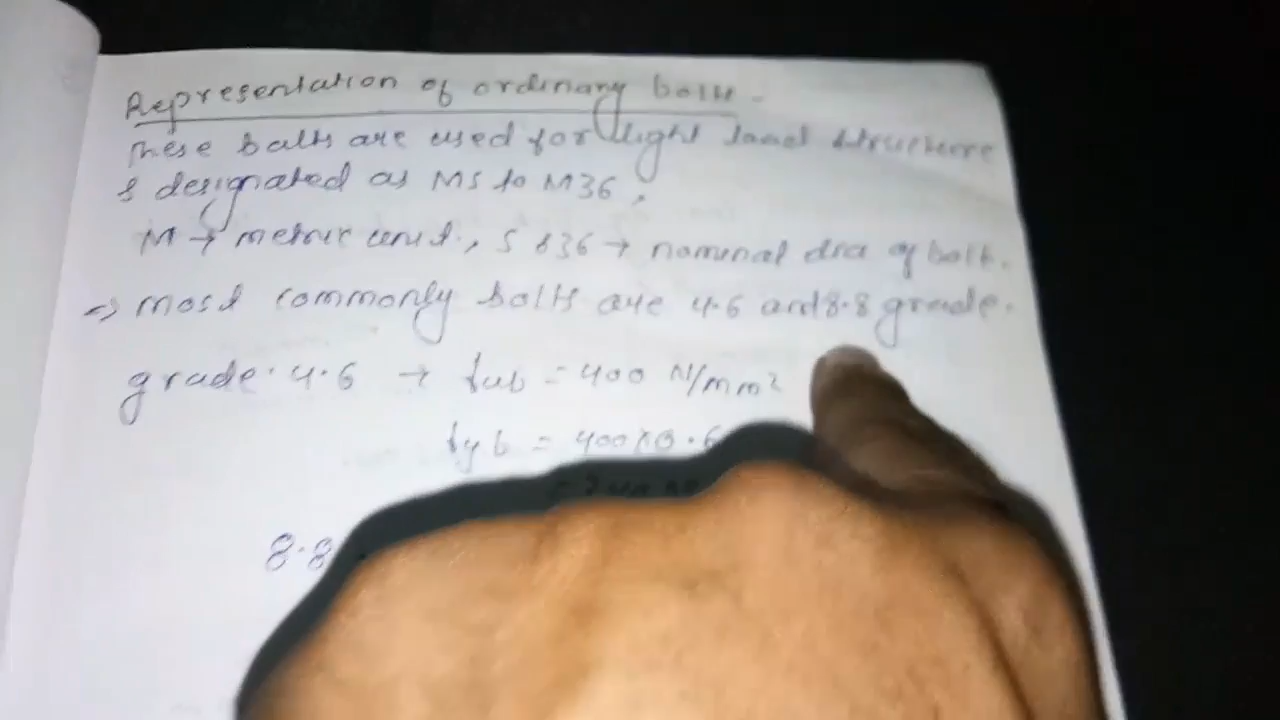 Representation of ordinary bolts -
These bolts are used for light load structure
& designated as M5 to M36,
M → metric unit, 5 & 36 → nominal dia of bolt.
⇒ most commonly bolts are 4.6 and 8.8 grade.
grade 4.6 → fub = 400 N/mm²
fyb = 400×0.6
8.8